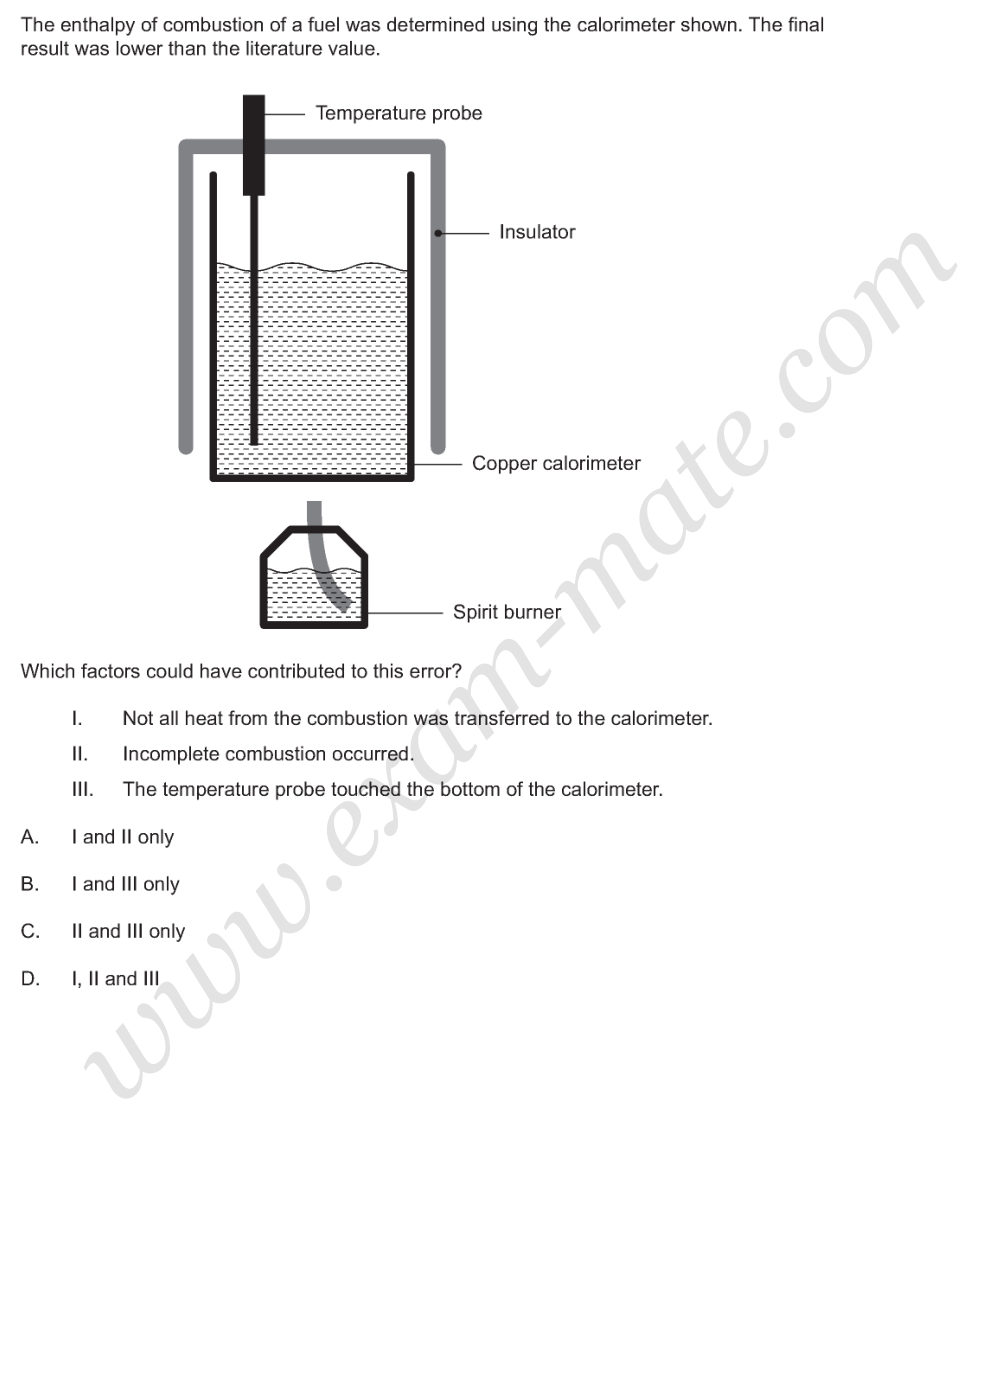 The enthalpy of combustion of a fuel was determined using the calorimeter shown. The final
result was lower than the literature value.
Temperature probe
Insulator
Copper calorimeter
Spirit burner
Which factors could have contributed to this error?
I. Not all heat from the combustion was transferred to the calorimeter.
II. Incomplete combustion occurred.
III. The temperature probe touched the bottom of the calorimeter.
A. I and II only
B. I and III only
C. II and III only
D. I, II and III
www.exam-mate.com